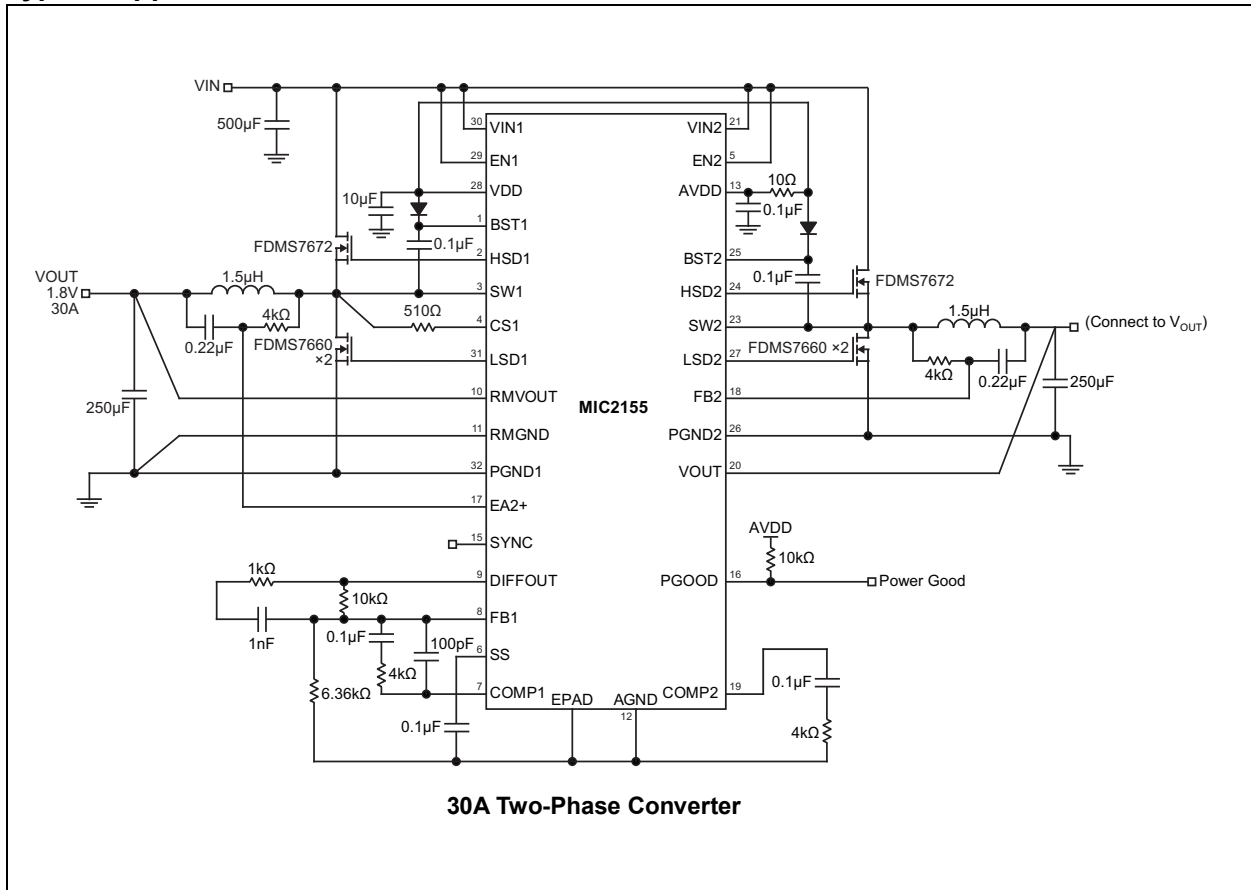 VIN
500µF
30
VIN1
VIN2
21
29
EN1
EN2
5
28
VDD
AVDD
13
10Ω
10µF
0.1µF
1
BST1
BST2
25
0.1µF
0.1µF
FDMS7672
2
HSD1
HSD2
24
FDMS7672
VOUT
1.8V
30A
1.5µH
3
SW1
SW2
23
1.5µH
(Connect to VOUT)
510Ω
4
CS1
4kΩ
0.22µF
FDMS7660
×2
31
LSD1
LSD2
27
FDMS7660 ×2
4kΩ
0.22µF
250µF
250µF
10
RMVOUT
MIC2155
FB2
18
11
RMGND
PGND2
26
32
PGND1
VOUT
20
17
EA2+
15
SYNC
AVDD
10kΩ
1kΩ
9
DIFFOUT
PGOOD
16
Power Good
10kΩ
8
FB1
1nF
0.1µF
100pF
6
SS
4kΩ
6.36kΩ
7
COMP1
EPAD
AGND
12
COMP2
19
0.1µF
0.1µF
4kΩ
30A Two-Phase Converter